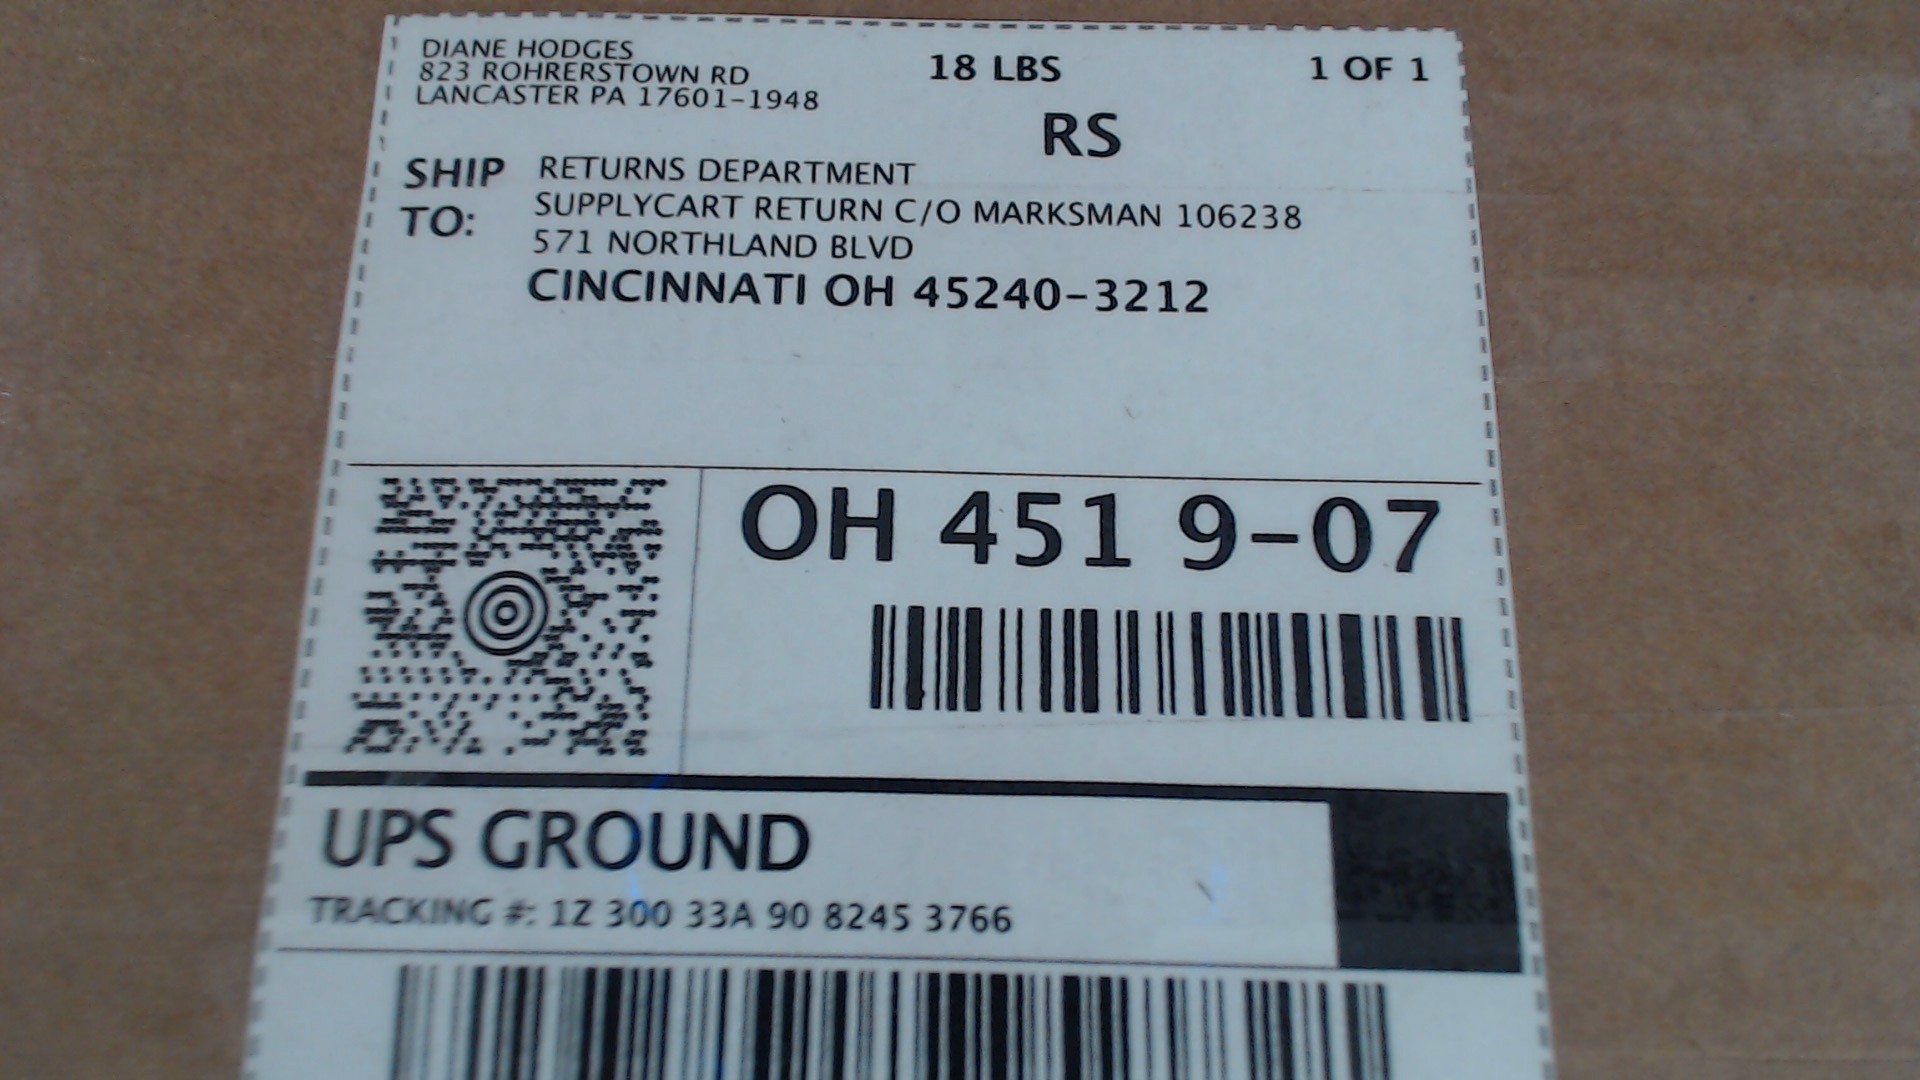 DIANE HODGES
823 ROHRERSTOWN RD
LANCASTER PA 17601-1948
18 LBS
1 OF 1
RS
SHIP TO:
RETURNS DEPARTMENT
SUPPLYCART RETURN C/O MARKSMAN 106238
571 NORTHLAND BLVD
CINCINNATI OH 45240-3212
OH 451 9-07
UPS GROUND
TRACKING #: 1Z 300 33A 90 8245 3766